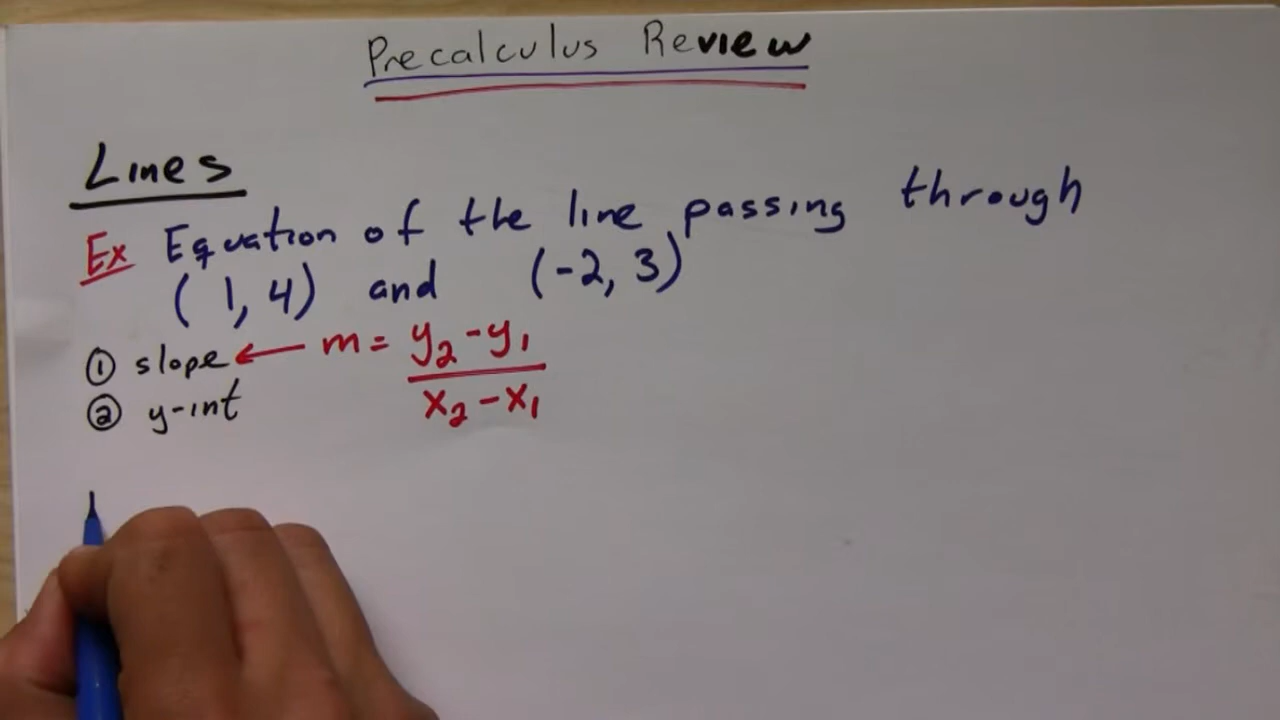 Precalculus Review
Lines
Ex Equation of the line passing through
(1, 4) and (-2, 3)
① slope ← m = y₂ - y₁
x₂ - x₁
② y-int